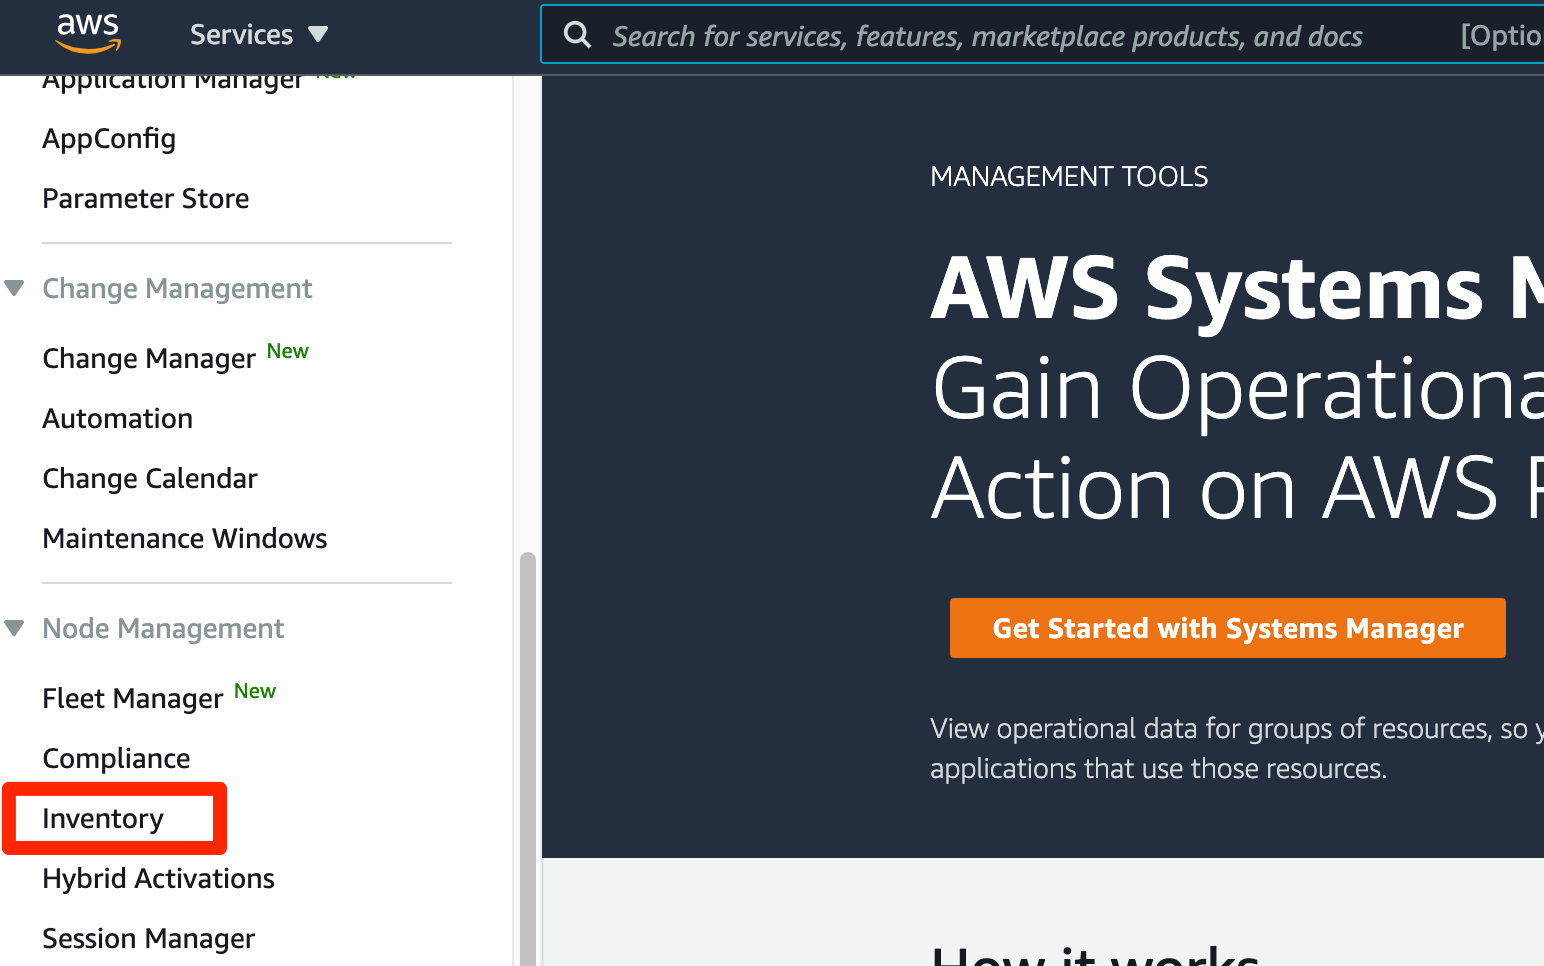 aws
Services
Search for services, features, marketplace products, and docs
[Optio
Application Manager New
AppConfig
Parameter Store
Change Management
Change Manager New
Automation
Change Calendar
Maintenance Windows
Node Management
Fleet Manager New
Compliance
Inventory
Hybrid Activations
Session Manager
MANAGEMENT TOOLS
AWS Systems M
Gain Operationa
Action on AWS R
Get Started with Systems Manager
View operational data for groups of resources, so y
applications that use those resources.
How it works